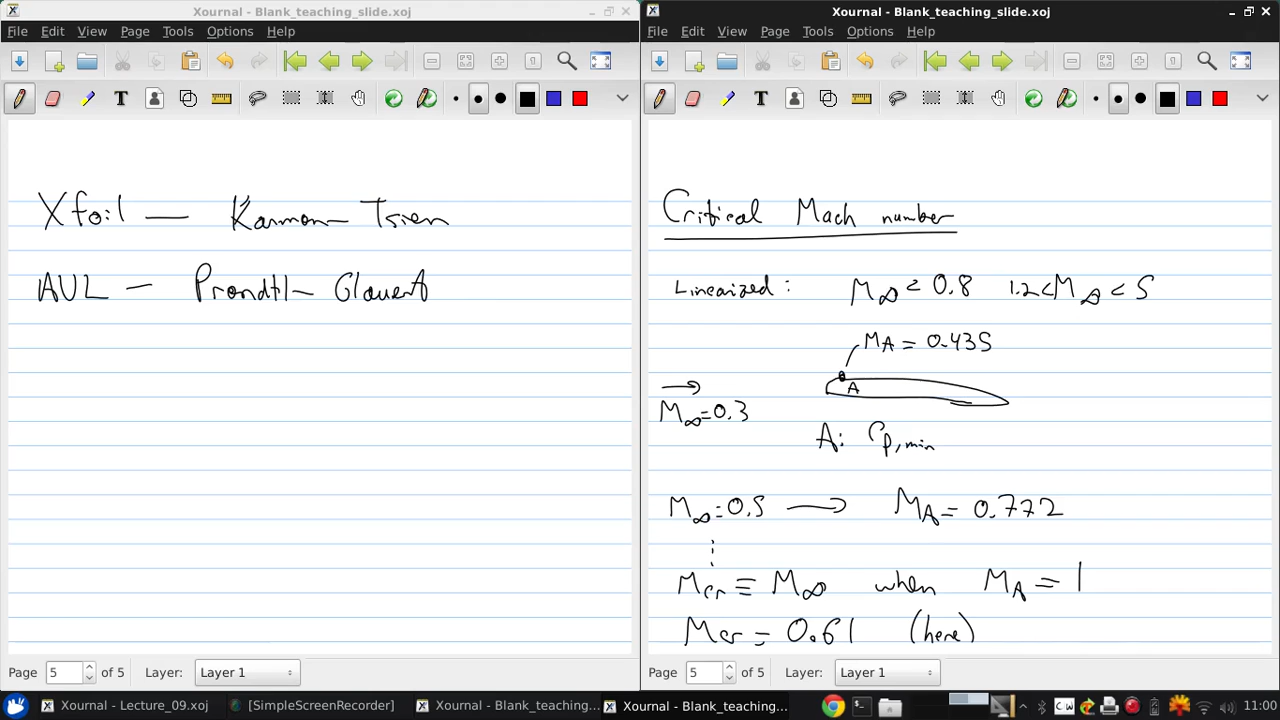 Xournal - Blank_teaching_slide.xoj
File Edit View Page Tools Options Help
Xfoil — Karman-Tsien
AVL — Prandtl-Glauert
Page 5 of 5 Layer: Layer 1
Xournal - Blank_teaching_slide.xoj
File Edit View Page Tools Options Help
Critical Mach number
Linearized: M∞ < 0.8 1.2<M∞ < 5
MA = 0.435
A
M∞=0.3
A: Cp,min
M∞=0.5 → MA = 0.772
Mcr ≡ M∞ when MA = 1
Mcr = 0.61 (here)
Page 5 of 5 Layer: Layer 1
Xournal - Lecture_09.xoj [SimpleScreenRecorder] Xournal - Blank_teaching... Xournal - Blank_teaching... 11:00